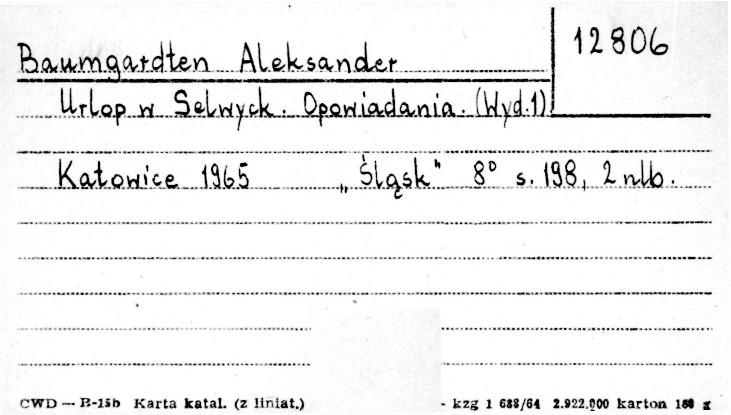 12806
Baumgardten Aleksander
Urlop w Selwyck. Opowiadania. (Wyd.1)
Katowice 1965 „Śląsk" 8° s. 198, 2 nlb.
CWD — B-15b Karta katal. (z liniat.) - kzg 1 688/64 2.922.000 karton 180 g